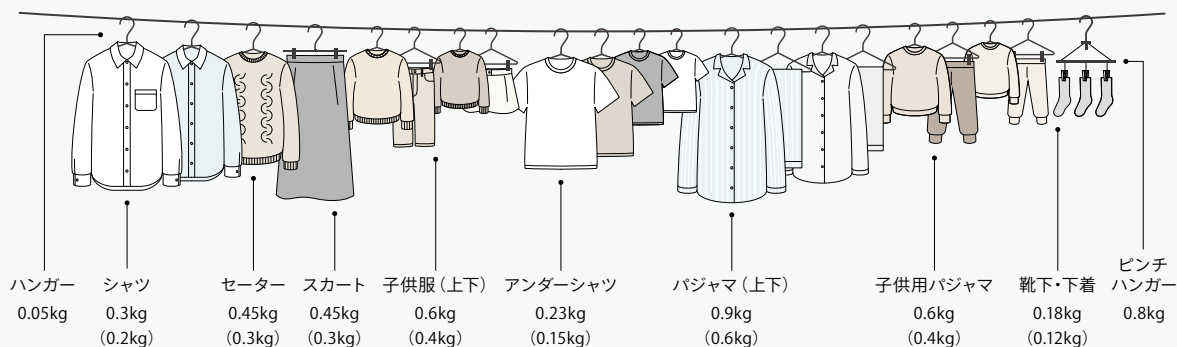 ハンガー
0.05kg
シャツ
0.3kg
(0.2kg)
セーター
0.45kg
(0.3kg)
スカート
0.45kg
(0.3kg)
子供服(上下)
0.6kg
(0.4kg)
アンダーシャツ
0.23kg
(0.15kg)
パジャマ(上下)
0.9kg
(0.6kg)
子供用パジャマ
0.6kg
(0.4kg)
靴下・下着
0.18kg
(0.12kg)
ピンチ
ハンガー
0.8kg